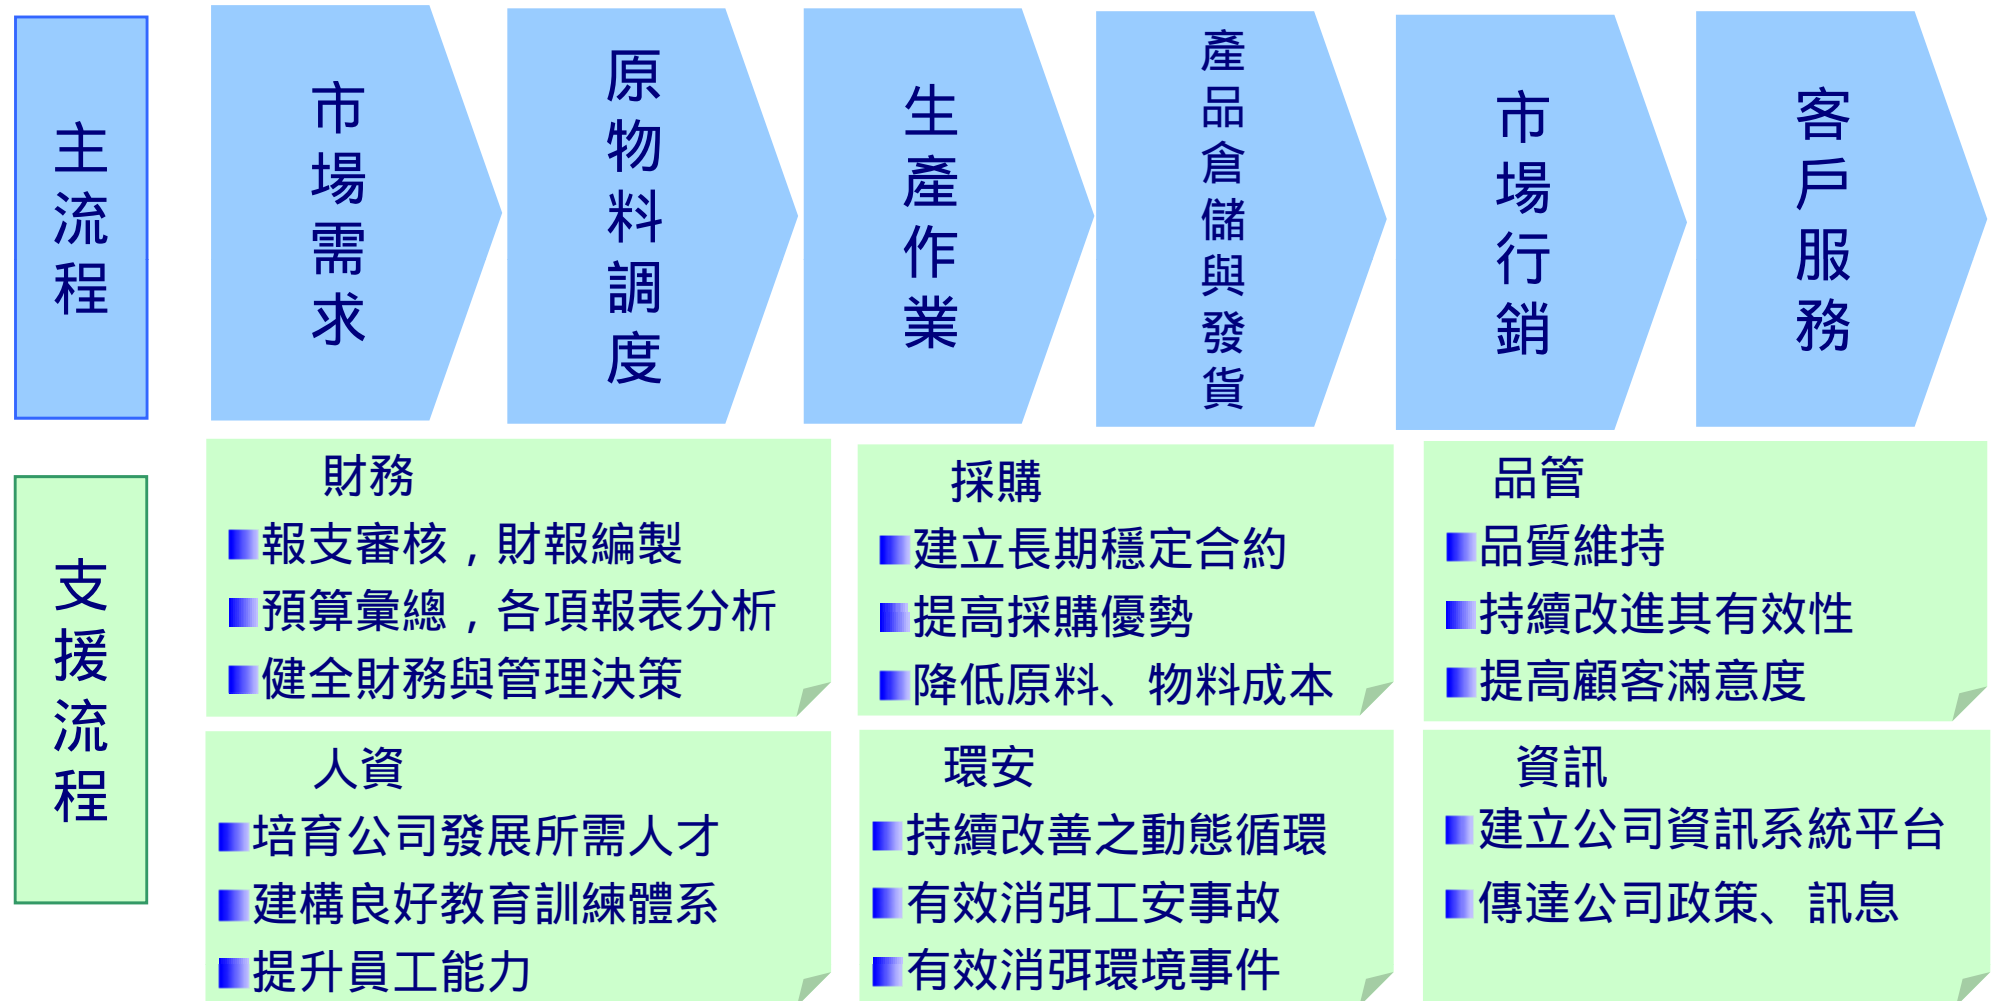 主流程
市場需求
原物料調度
生產作業
產品倉儲與發貨
市場行銷
客戶服務
支援流程
財務
報支審核，財報編製
預算彙總，各項報表分析
健全財務與管理決策
採購
建立長期穩定合約
提高採購優勢
降低原料、物料成本
品管
品質維持
持續改進其有效性
提高顧客滿意度
人資
培育公司發展所需人才
建構良好教育訓練體系
提升員工能力
環安
持續改善之動態循環
有效消弭工安事故
有效消弭環境事件
資訊
建立公司資訊系統平台
傳達公司政策、訊息